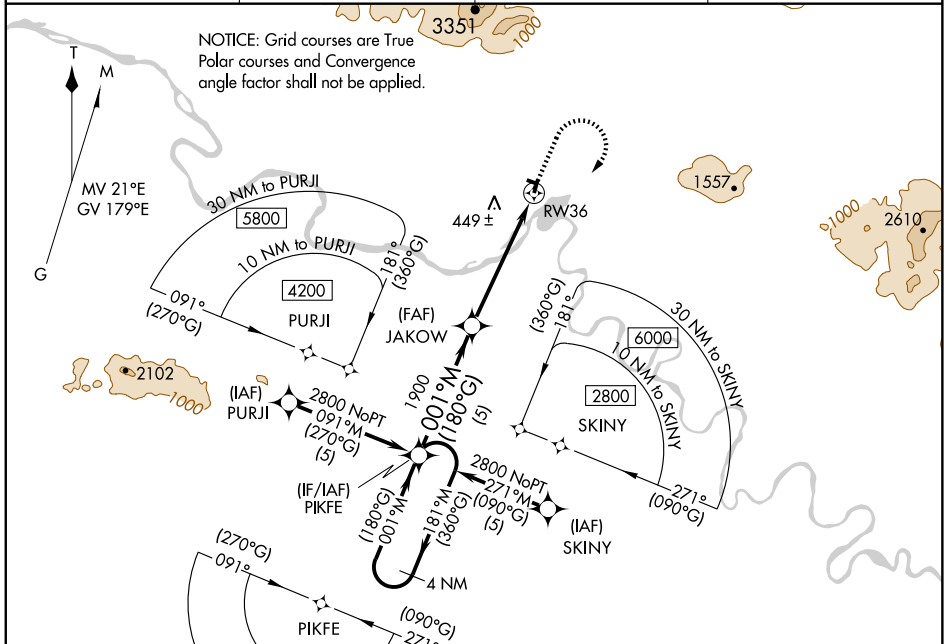 3351
1000
NOTICE: Grid courses are True
Polar courses and Convergence
angle factor shall not be applied.
T
M
MV 21°E
GV 179°E
G
30 NM to PURJI
5800
10 NM to PURJI
4200
PURJI
181°
(360°G)
091°
(270°G)
449 ±
RW36
1557
1000
2610
(FAF)
JAKOW
(360°G)
181°
30 NM to SKINY
6000
10 NM to SKINY
2800
SKINY
271°
(090°G)
2102
1000
(IAF)
PURJI
2800 NoPT
091°M
(270°G)
(5)
1900
001°M
(180°G)
(5)
(IF/IAF)
PIKFE
2800 NoPT
271°M
(090°G)
(5)
(IAF)
SKINY
(180°G)
001°M
181°M
(360°G)
4 NM
(270°G)
091°
PIKFE
(090°G)
271°